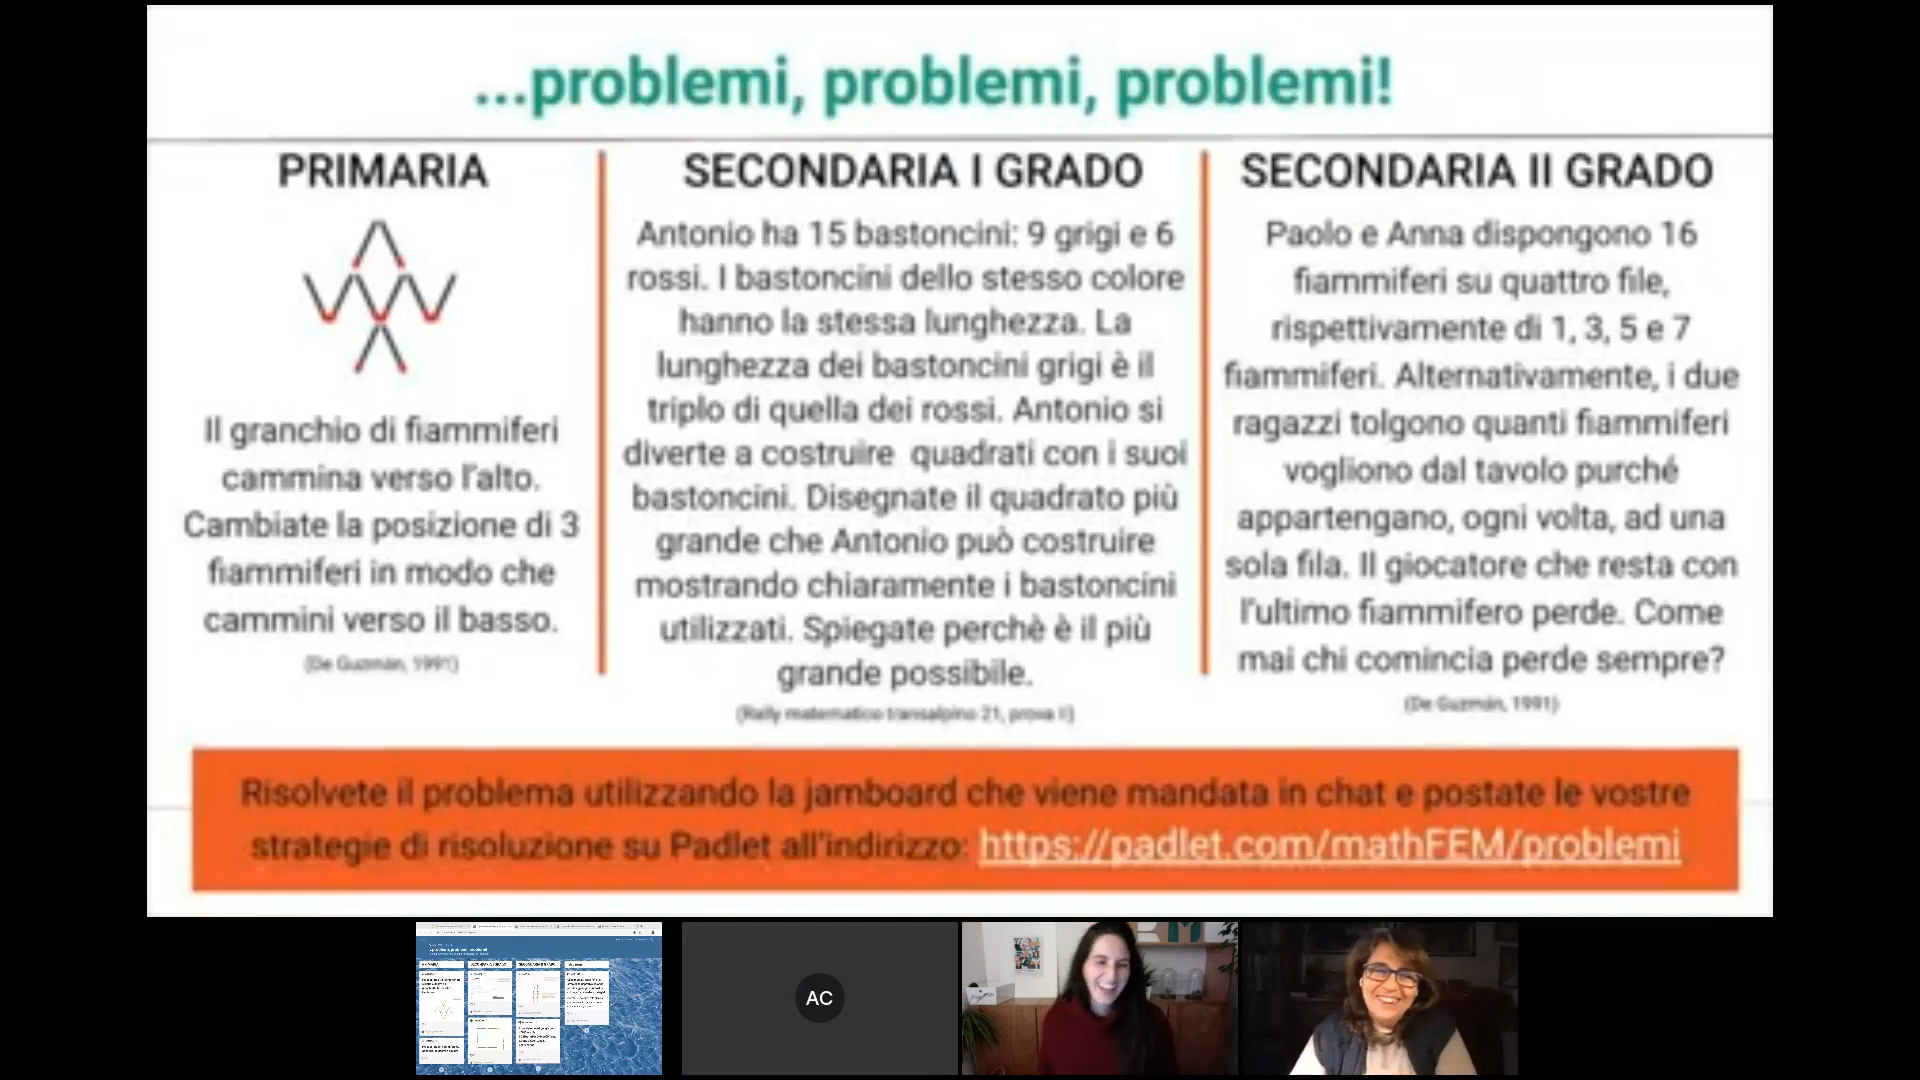 ...problemi, problemi, problemi!
PRIMARIA
Il granchio di fiammiferi
cammina verso l'alto.
Cambiate la posizione di 3
fiammiferi in modo che
cammini verso il basso.
(De Guzmán, 1991)
SECONDARIA I GRADO
Antonio ha 15 bastoncini: 9 grigi e 6
rossi. I bastoncini dello stesso colore
hanno la stessa lunghezza. La
lunghezza dei bastoncini grigi è il
triplo di quella dei rossi. Antonio si
diverte a costruire quadrati con i suoi
bastoncini. Disegnate il quadrato più
grande che Antonio può costruire
mostrando chiaramente i bastoncini
utilizzati. Spiegate perchè è il più
grande possibile.
(Rally matematico transalpino 21, prova II)
SECONDARIA II GRADO
Paolo e Anna dispongono 16
fiammiferi su quattro file,
rispettivamente di 1, 3, 5 e 7
fiammiferi. Alternativamente, i due
ragazzi tolgono quanti fiammiferi
vogliono dal tavolo purché
appartengano, ogni volta, ad una
sola fila. Il giocatore che resta con
l'ultimo fiammifero perde. Come
mai chi comincia perde sempre?
(De Guzmán, 1991)
Risolvete il problema utilizzando la jamboard che viene mandata in chat e postate le vostre
strategie di risoluzione su Padlet all'indirizzo: https://padlet.com/mathFEM/problemi
AC